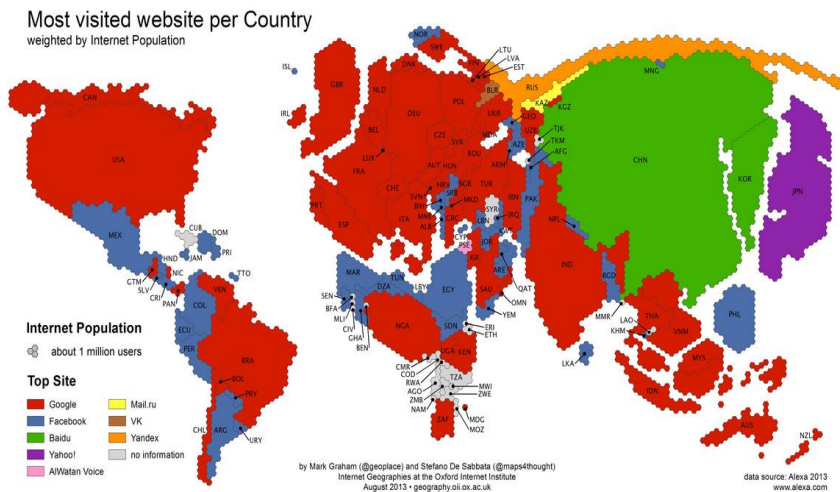 Most visited website per Country
weighted by Internet Population
NOR
SWE
ISL
DNK
FIN
LTU
LVA
EST
GBR
NLD
BLR
RUS
MNG
CAN
DEU
POL
UKR
KAZ
KGZ
GEO
UZB
IRL
BEL
CZE
SVK
MDA
TJK
TKM
AFG
USA
LUX
FRA
ROU
ARM
AZE
CHN
KOR
AUT
HUN
CHE
HRV
SRB
BGR
TUR
JPN
SVN
BIH
MKD
IRN
PAK
PRT
ESP
ITA
MNE
ALB
GRC
SYR
LBN
IRQ
NPL
MEX
CUB
DOM
JAM
PRI
CYP
PSE
JOR
KWT
ISR
IND
HND
NIC
TTO
GTM
SLV
CRI
PAN
VEN
MAR
DZA
TUN
LBY
EGY
ARE
QAT
BGD
SEN
BFA
MLI
CIV
GHA
BEN
NGA
SAU
OMN
YEM
COL
ECU
PER
SDN
ERI
ETH
MMR
LAO
KHM
THA
VNM
PHL
BRA
CMR
COD
RWA
AGO
ZMB
NAM
UGA
KEN
TZA
MWI
ZWE
LKA
MYS
IDN
BOL
PRY
CHL
ARG
URY
ZAF
MDG
MOZ
AUS
NZL
Internet Population
about 1 million users
Top Site
Google
Facebook
Baidu
Yahoo!
AlWatan Voice
Mail.ru
VK
Yandex
no information
by Mark Graham (@geoplace) and Stefano De Sabbata (@maps4thought)
Internet Geographies at the Oxford Internet Institute
August 2013 • geography.oii.ox.ac.uk
data source: Alexa 2013
www.alexa.com